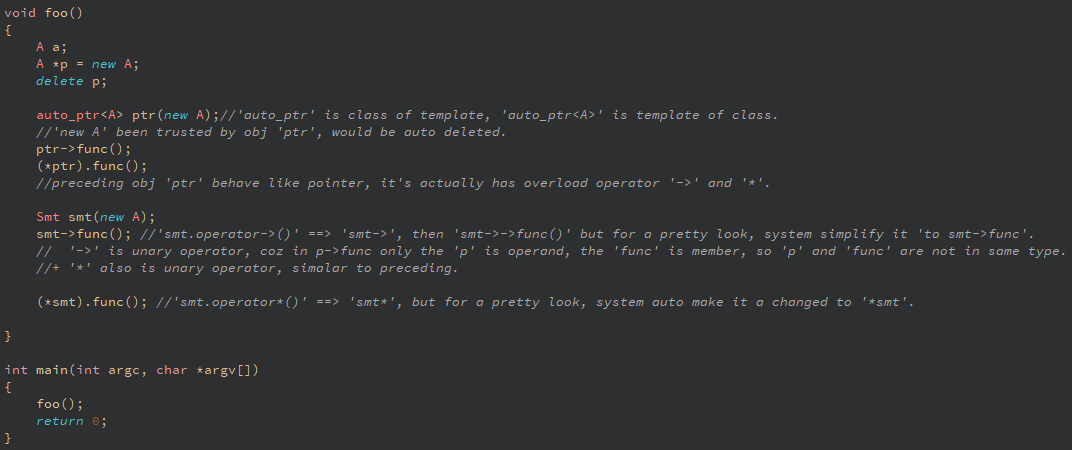 void foo()
{
    A a;
    A *p = new A;
    delete p;

    auto_ptr<A> ptr(new A);//'auto_ptr' is class of template, 'auto_ptr<A>' is template of class.
    //'new A' been trusted by obj 'ptr', would be auto deleted.
    ptr->func();
    (*ptr).func();
    //preceding obj 'ptr' behave like pointer, it's actually has overload operator '->' and '*'.

    Smt smt(new A);
    smt->func(); //'smt.operator->()' ==> 'smt->', then 'smt->->func()' but for a pretty look, system simplify it 'to smt->func'.
    //  '->' is unary operator, coz in p->func only the 'p' is operand, the 'func' is member, so 'p' and 'func' are not in same type.
    //+ '*' also is unary operator, simalar to preceding.

    (*smt).func(); //'smt.operator*()' ==> 'smt*', but for a pretty look, system auto make it a changed to '*smt'.

}

int main(int argc, char *argv[])
{
    foo();
    return 0;
}